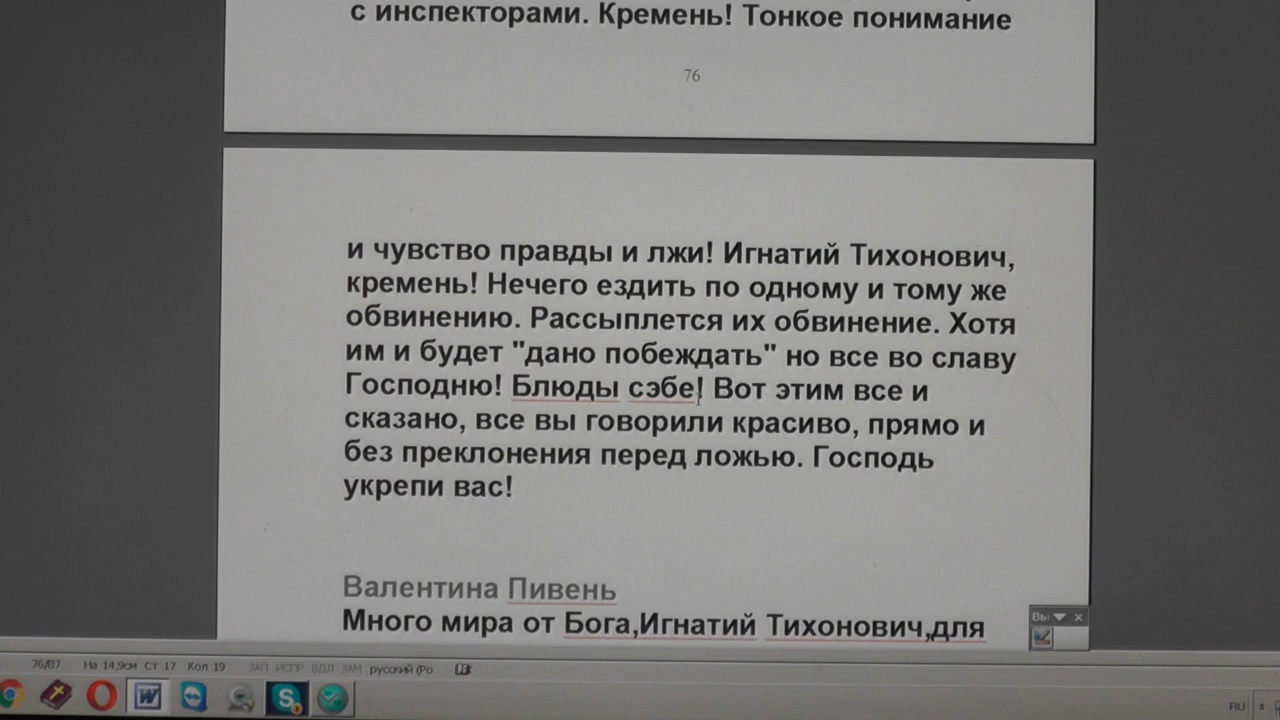 с инспекторами. Кремень! Тонкое понимание
76
и чувство правды и лжи! Игнатий Тихонович,
кремень! Нечего ездить по одному и тому же
обвинению. Рассыплется их обвинение. Хотя
им и будет "дано побеждать" но все во славу
Господню! Блюды сэбе! Вот этим все и
сказано, все вы говорили красиво, прямо и
без преклонения перед ложью. Господь
укрепи вас!
Валентина Пивень
Много мира от Бога,Игнатий Тихонович,для
Вы
76/87 На 14,9см Ст 17 Кол 19 ЗАП ИСПР ВДЛ ЗАМ русский (Ро
RU